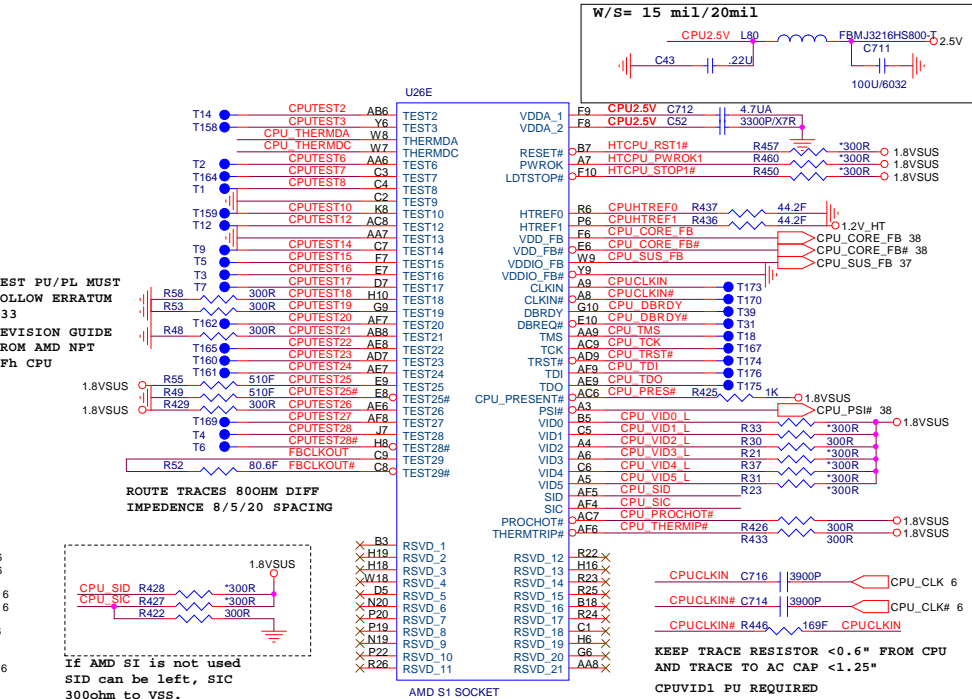 W/S= 15 mil/20mil
CPU2.5V L80 FBMJ3216HS800-T 2.5V
C43 .22U C711
100U/6032
U26E
T14 CPUTEST2 AB6 TEST2 VDDA_1 F9 CPU2.5V C712 4.7UA
T158 CPUTEST3 Y6 TEST3 VDDA_2 F8 CPU2.5V C52 3300P/X7R
CPU_THERMDA W8 THERMDA
CPU_THERMDC W7 THERMDC RESET# B7 HTCPU_RST1# R457 *300R 1.8VSUS
T2 CPUTEST6 AA6 TEST6 PWROK A7 HTCPU_PWROK1 R460 *300R 1.8VSUS
T164 CPUTEST7 C3 TEST7 LDTSTOP# F10 HTCPU_STOP1# R450 *300R 1.8VSUS
T1 CPUTEST8 C4 TEST8
C2 TEST9
T159 CPUTEST10 K8 TEST10 HTREF0 R6 CPUHTREF0 R437 44.2F
T12 CPUTEST12 AC8 TEST12 HTREF1 P6 CPUHTREF1 R436 44.2F 1.2V_HT
AA7 TEST13 VDD_FB F6 CPU_CORE_FB CPU_CORE_FB 38
T9 CPUTEST14 C7 TEST14 VDD_FB# E6 CPU_CORE_FB# CPU_CORE_FB# 38
T5 CPUTEST15 F7 TEST15 VDDIO_FB W9 CPU_SUS_FB CPU_SUS_FB 37
T3 CPUTEST16 E7 TEST16 VDDIO_FB# Y9
T7 CPUTEST17 D7 TEST17 CLKIN A9 CPUCLKIN T173
EST PU/PL MUST
OLLOW ERRATUM
33
EVISION GUIDE
ROM AMD NPT
Fh CPU
R58 300R CPUTEST18 H10 TEST18 CLKIN# A8 CPUCLKIN# T170
R53 300R CPUTEST19 G9 TEST19 DBRDY G10 CPU_DBRDY T39
T162 CPUTEST20 AF7 TEST20 DBREQ# E10 CPU_DBRDY# T31
R48 300R CPUTEST21 AB8 TEST21 TMS AA9 CPU_TMS T18
T165 CPUTEST22 AE8 TEST22 TCK AC9 CPU_TCK T167
T160 CPUTEST23 AD7 TEST23 TRST# AD9 CPU_TRST# T174
T161 CPUTEST24 AE7 TEST24 TDI AF9 CPU_TDI T176
1.8VSUS R55 510F CPUTEST25 E9 TEST25 TDO AE9 CPU_TDO T175
R49 510F CPUTEST25# E8 TEST25# CPU_PRESENT# AC6 CPU_PRES# R425 1K 1.8VSUS
1.8VSUS R429 300R CPUTEST26 AE6 TEST26 PSI# A3 CPU_PSI# 38
T169 CPUTEST27 AF8 TEST27 VID0 B5 CPU_VID0_L 1.8VSUS
T4 CPUTEST28 J7 TEST28 VID1 C5 CPU_VID1_L R33 *300R
T6 CPUTEST28# H8 TEST28# VID2 A4 CPU_VID2_L R30 300R
FBCLKOUT C9 TEST29 VID3 A6 CPU_VID3_L R21 *300R
R52 80.6F FBCLKOUT# C8 TEST29# VID4 C6 CPU_VID4_L R37 *300R
VID5 A5 CPU_VID5_L R31 *300R
SID AF5 CPU_SID R23 *300R
SIC AF4 CPU_SIC
PROCHOT# AC7 CPU_PROCHOT# 1.8VSUS
THERMTRIP# AF6 CPU_THERMIP# R426 300R 1.8VSUS
R433 300R
ROUTE TRACES 80OHM DIFF
IMPEDENCE 8/5/20 SPACING
B3 RSVD_1 RSVD_12 R22
H19 RSVD_2 RSVD_13 H16
H18 RSVD_3 RSVD_14 R23
W18 RSVD_4 RSVD_15 R25
D5 RSVD_5 RSVD_16 B18
N20 RSVD_6 RSVD_17 R24
P20 RSVD_7 RSVD_18 C1
P19 RSVD_8 RSVD_19 H6
N19 RSVD_9 RSVD_20 G6
P22 RSVD_10 RSVD_21 AA8
R26 RSVD_11
AMD S1 SOCKET
1.8VSUS
CPU_SID R428 *300R
CPU_SIC R427 *300R
R422 300R
If AMD SI is not used
SID can be left, SIC
300ohm to VSS.
6
6
6
6
6
6
CPUCLKIN C716 3900P CPU_CLK 6
CPUCLKIN# C714 3900P CPU_CLK# 6
CPUCLKIN# R446 169F CPUCLKIN
KEEP TRACE RESISTOR <0.6" FROM CPU
AND TRACE TO AC CAP <1.25"
CPUVID1 PU REQUIRED